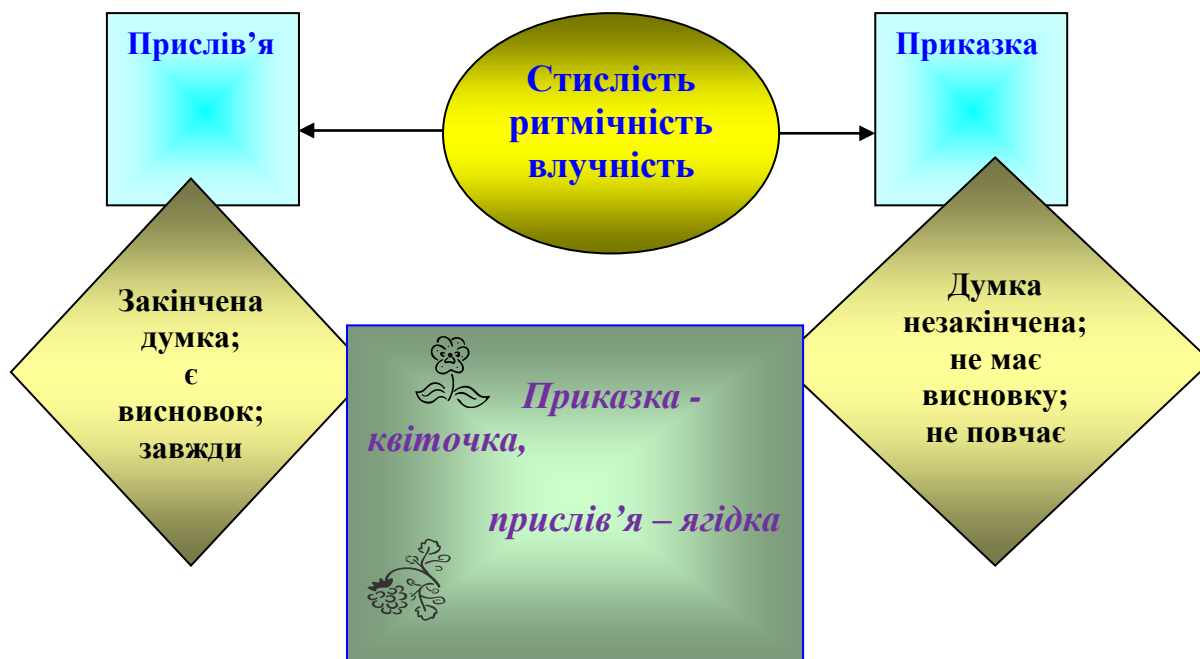 Прислів’я
Стислість
ритмічність
влучність
Приказка
Закінчена
думка;
є
висновок;
завжди
Думка
незакінчена;
не має
висновку;
не повчає
Приказка -
квіточка,
прислів’я – ягідка